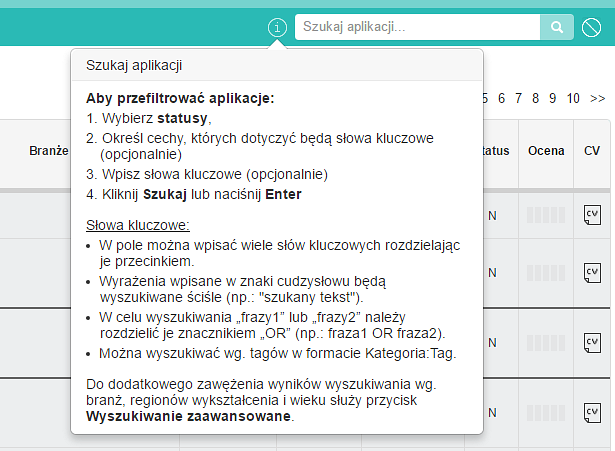 Szukaj aplikacji...
Szukaj aplikacji
5 6 7 8 9 10 >>
Branże
tatus Ocena CV
Aby przefiltrować aplikacje:
1. Wybierz statusy,
2. Określ cechy, których dotyczyć będą słowa kluczowe
(opcjonalnie)
3. Wpisz słowa kluczowe (opcjonalnie)
4. Kliknij Szukaj lub naciśnij Enter
Słowa kluczowe:
• W pole można wpisać wiele słów kluczowych rozdzielając
je przecinkiem.
• Wyrażenia wpisane w znaki cudzysłowu będą
wyszukiwane ściśle (np.: "szukany tekst").
• W celu wyszukiwania „frazy1” lub „frazy2” należy
rozdzielić je znacznikiem „OR” (np.: fraza1 OR fraza2).
• Można wyszukiwać wg. tagów w formacie Kategoria:Tag.
Do dodatkowego zawężenia wyników wyszukiwania wg.
branż, regionów wykształcenia i wieku służy przycisk
Wyszukiwanie zaawansowane.
N CV
N CV
N CV
N CV